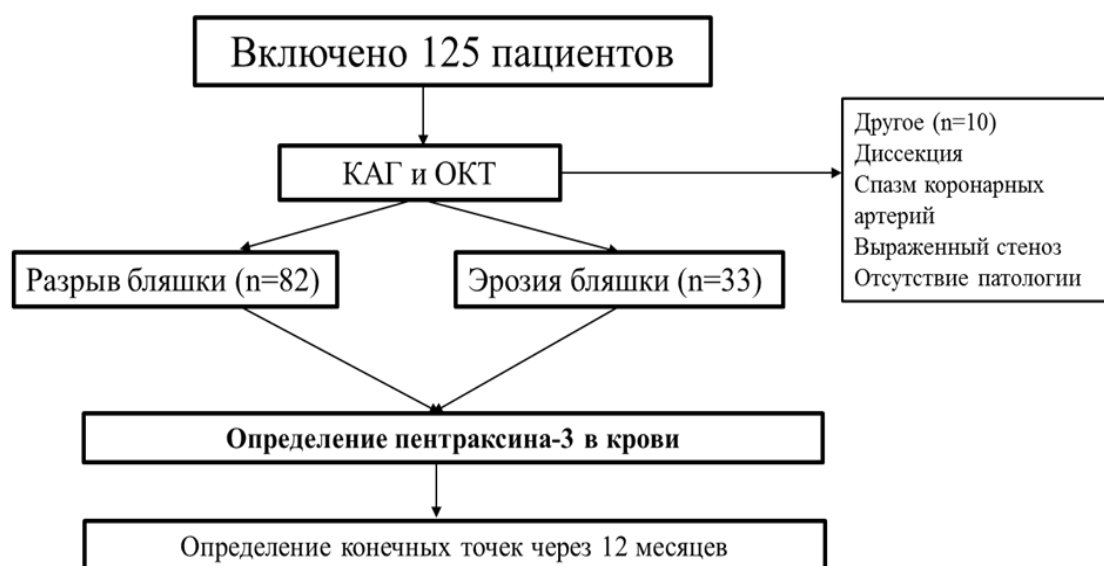 Включено 125 пациентов
КАГ и ОКТ
Другое (n=10)
Диссекция
Спазм коронарных
артерий
Выраженный стеноз
Отсутствие патологии
Разрыв бляшки (n=82)
Эрозия бляшки (n=33)
Определение пентраксина-3 в крови
Определение конечных точек через 12 месяцев